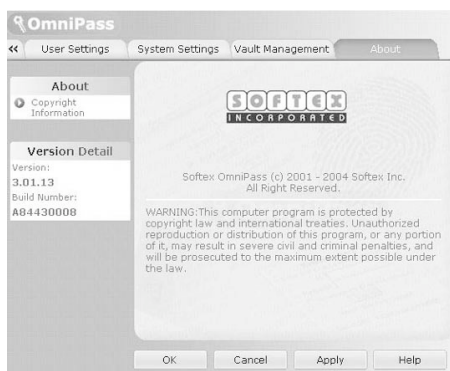 OmniPass
« User Settings System Settings Vault Management About
About
Copyright
Information
Version Detail
Version:
3.01.13
Build Number:
A84430008
SOFTEX
INCORPORATED
Softex OmniPass (c) 2001 - 2004 Softex Inc.
All Right Reserved.
WARNING:This computer program is protected by
copyright law and international treaties. Unauthorized
reproduction or distribution of this program, or any portion
of it, may result in severe civil and criminal penalties, and
will be prosecuted to the maximum extent possible under
the law.
OK Cancel Apply Help